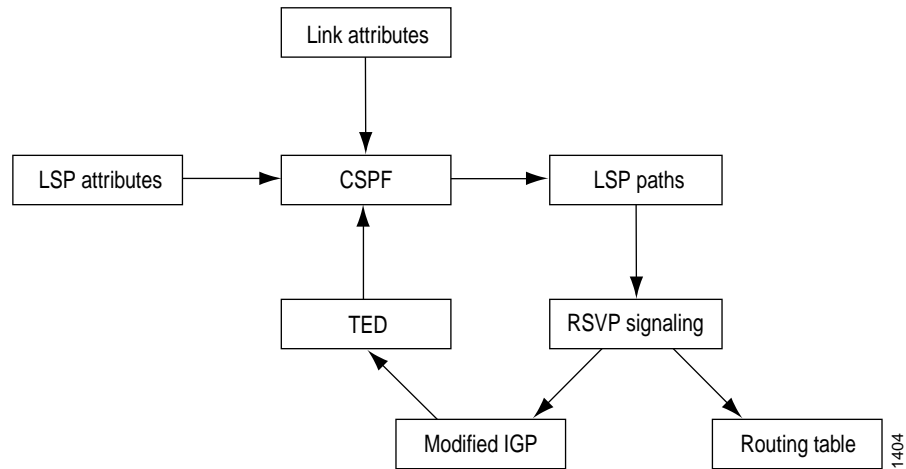 Link attributes
LSP attributes
CSPF
LSP paths
TED
RSVP signaling
Modified IGP
Routing table
1404